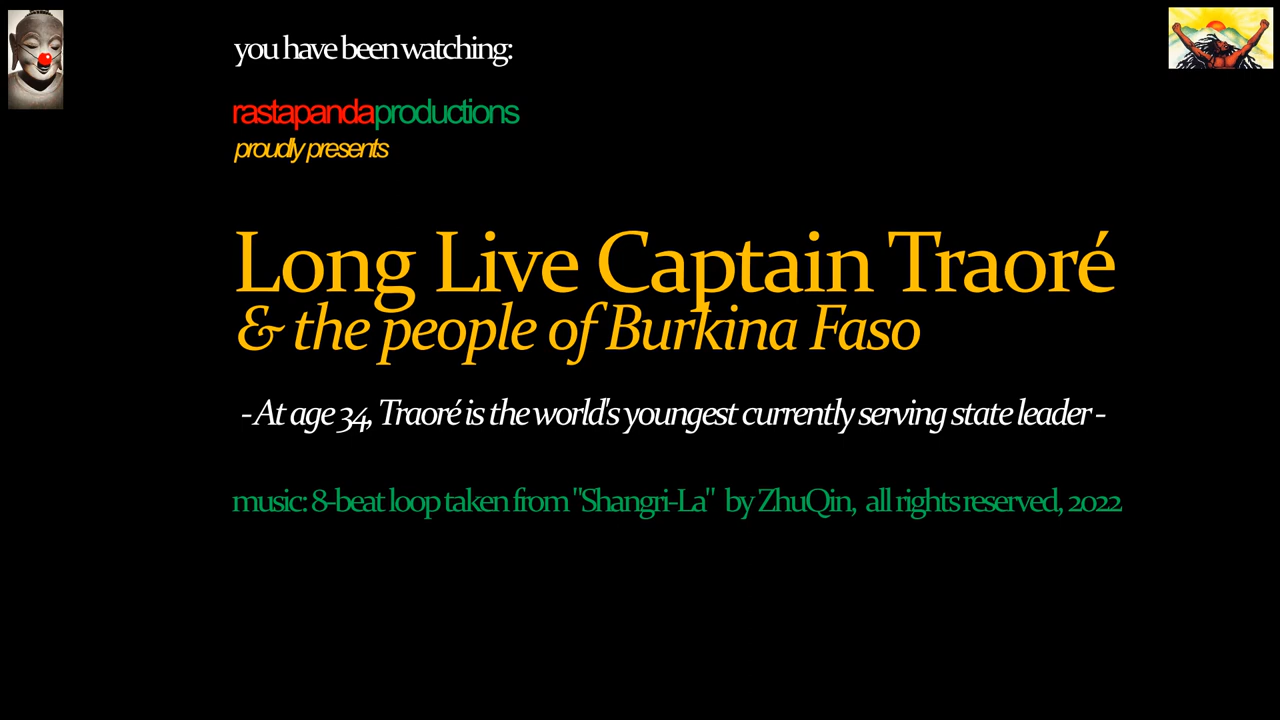 you have been watching:
rastapandaproductions
proudly presents
Long Live Captain Traoré
& the people of Burkina Faso
- At age 34, Traoré is the world's youngest currently serving state leader -
music: 8-beat loop taken from "Shangri-La" by ZhuQin, all rights reserved, 2022